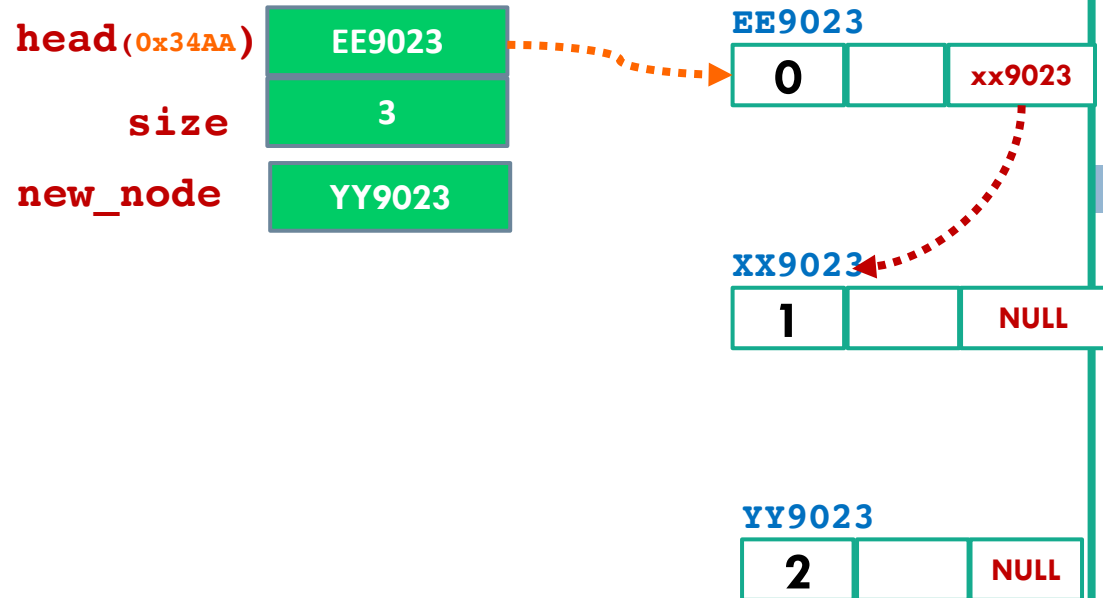 head(0x34AA) EE9023
size 3
new_node YY9023
EE9023
0 xx9023
XX9023
1 NULL
YY9023
2 NULL